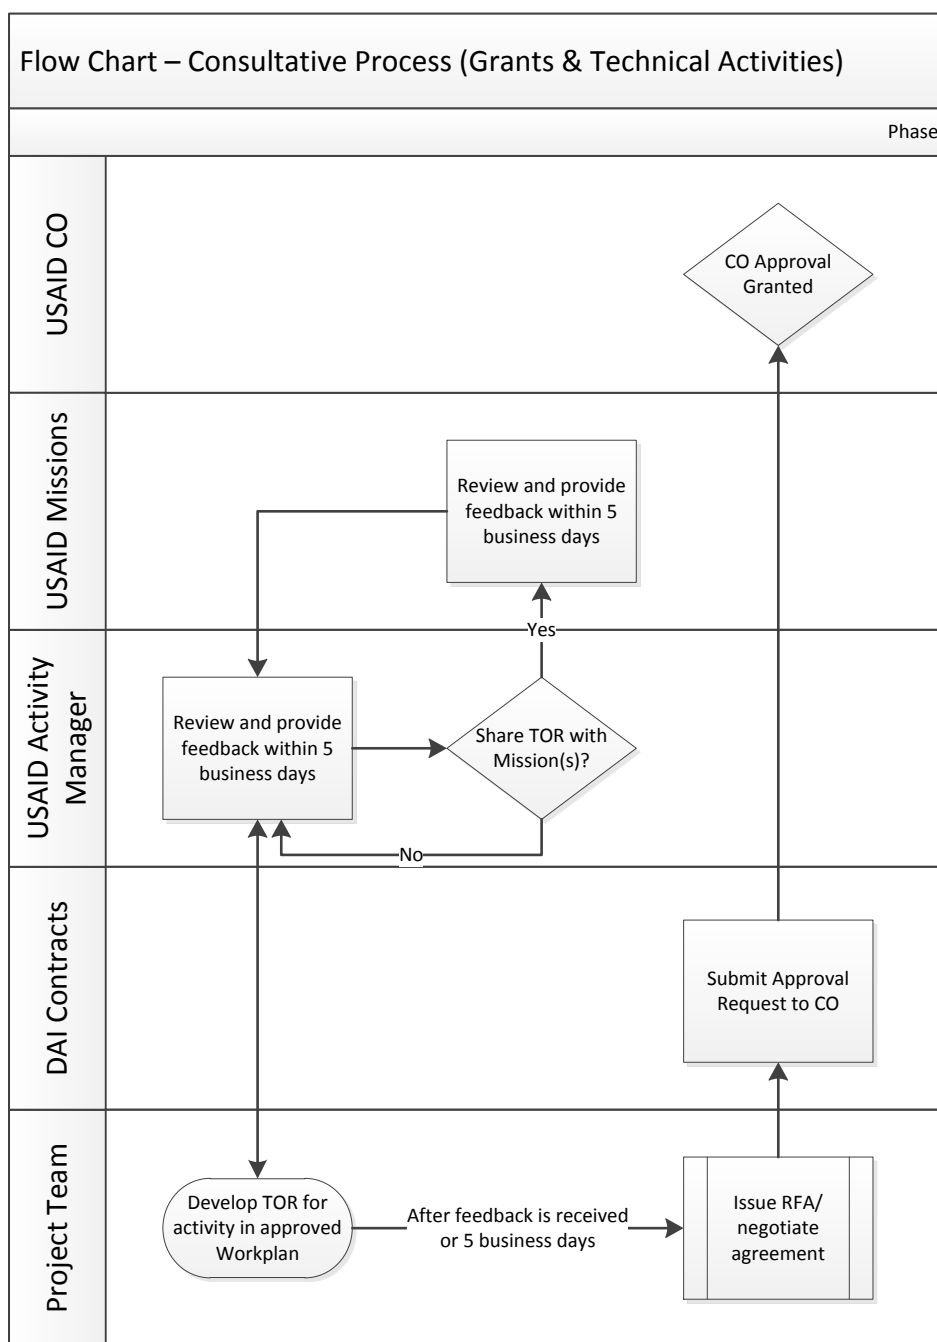 Flow Chart – Consultative Process (Grants & Technical Activities)
Phase
USAID CO
CO Approval
Granted
USAID Missions
Review and provide
feedback within 5
business days
Yes
USAID Activity
Manager
Review and provide
feedback within 5
business days
Share TOR with
Mission(s)?
No
DAI Contracts
Submit Approval
Request to CO
Project Team
Develop TOR for
activity in approved
Workplan
After feedback is received
or 5 business days
Issue RFA/
negotiate
agreement